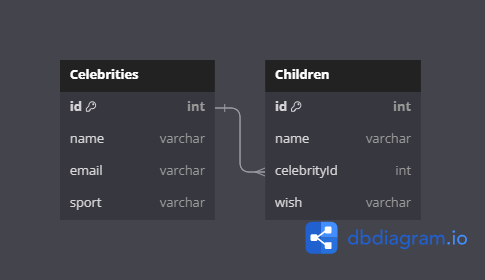 Celebrities
id int
name varchar
email varchar
sport varchar
Children
id int
name varchar
celebrityId int
wish varchar
dbdiagram.io